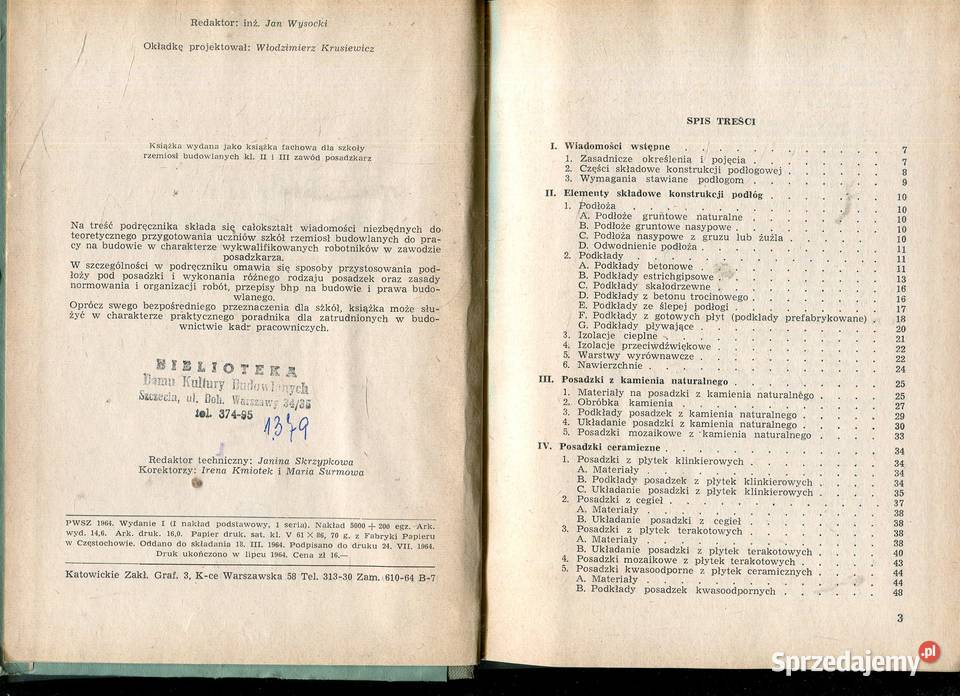 Redaktor: inż. Jan Wysocki
Okładkę projektował: Włodzimierz Krusiewicz
Książka wydana jako książka fachowa dla szkoły
rzemiosł budowlanych kl. II i III zawód posadzkarz
Na treść podręcznika składa się całokształt wiadomości niezbędnych do
teoretycznego przygotowania uczniów szkół rzemiosł budowlanych do pra-
cy na budowie w charakterze wykwalifikowanych robotników w zawodzie
posadzkarza.
W szczególności w podręczniku omawia się sposoby przystosowania pod-
łoży pod posadzki i wykonania różnego rodzaju posadzek oraz zasady
normowania i organizacji robót, przepisy bhp na budowie i prawa budo-
wlanego.
Oprócz swego bezpośredniego przeznaczenia dla szkół, książka może słu-
żyć w charakterze praktycznego poradnika dla zatrudnionych w budo-
wnictwie kadr pracowniczych.
BIBLIOTEKA
Domu Kultury Budowlanych
Szczecin, ul. Boh. Warszawy 34/35
tel. 374-95
1379
Redaktor techniczny: Janina Skrzypkowa
Korektorzy: Irena Kmiotek i Maria Surmowa
PWSZ 1964. Wydanie I (I nakład podstawowy, 1 seria). Nakład 5000 + 200 egz. Ark.
wyd. 14,6. Ark. druk. 16,0. Papier druk. sat. kl. V 61 × 86, 70 g. z Fabryki Papieru
w Częstochowie. Oddano do składania 18. III. 1964. Podpisano do druku 24. VII. 1964.
Druk ukończono w lipcu 1964. Cena zł 16.—
Katowickie Zakł. Graf. 3, K-ce Warszawska 58 Tel. 313-30 Zam. 610-64 B-7
SPIS TREŚCI
I. Wiadomości wstępne . . . . . . . . . . 7
1. Zasadnicze określenia i pojęcia . . . . . . . 7
2. Części składowe konstrukcji podłogowej . . . . . 8
3. Wymagania stawiane podłogom . . . . . . . 9
II. Elementy składowe konstrukcji podłóg . . . . . . 10
1. Podłoża . . . . . . . . . . . . 10
A. Podłoże gruntowe naturalne . . . . . . . 10
B. Podłoże gruntowe nasypowe . . . . . . . 10
C. Podłoża nasypowe z gruzu lub żużla . . . . . 10
D. Odwodnienie podłoża . . . . . . . . . 11
2. Podkłady . . . . . . . . . . . . 11
A. Podkłady betonowe . . . . . . . . . 11
B. Podkłady estrichgipsowe . . . . . . . . 13
C. Podkłady skałodrzewne . . . . . . . . 16
D. Podkłady z betonu trocinowego . . . . . . . 16
E. Podkłady ze ślepej podłogi . . . . . . . . 17
F. Podkłady z gotowych płyt (podkłady prefabrykowane) . 18
G. Podkłady pływające . . . . . . . . . 20
3. Izolacje cieplne . . . . . . . . . . . 21
4. Izolacje przeciwdźwiękowe . . . . . . . . 22
5. Warstwy wyrównawcze . . . . . . . . . 22
6. Nawierzchnie . . . . . . . . . . . 24
III. Posadzki z kamienia naturalnego . . . . . . . 25
1. Materiały na posadzki z kamienia naturalnego . . . . 25
2. Obróbka kamienia . . . . . . . . . . 27
3. Podkłady posadzek z kamienia naturalnego . . . . . 29
4. Układanie posadzki z kamienia naturalnego . . . . . 30
5. Posadzki mozaikowe z kamienia naturalnego . . . . 33
IV. Posadzki ceramiczne . . . . . . . . . . 34
1. Posadzki z płytek klinkierowych . . . . . . . 34
A. Materiały . . . . . . . . . . . 34
B. Podkłady posadzek z płytek klinkierowych . . . . 34
C. Układanie posadzki z płytek klinkierowych . . . . 35
2. Posadzki z cegieł . . . . . . . . . . 37
A. Materiały . . . . . . . . . . . 38
B. Układanie posadzki z cegieł . . . . . . . 38
3. Posadzki z płytek terakotowych . . . . . . . 38
A. Materiały . . . . . . . . . . . 38
B. Układanie posadzki z płytek terakotowych . . . . 40
4. Posadzki mozaikowe z płytek terakotowych . . . . . 43
5. Posadzki kwasoodporne z płytek ceramicznych . . . . 44
A. Materiały . . . . . . . . . . . 44
B. Podkłady posadzek kwasoodpornych . . . . . . 48
3
Sprzedajemy.pl